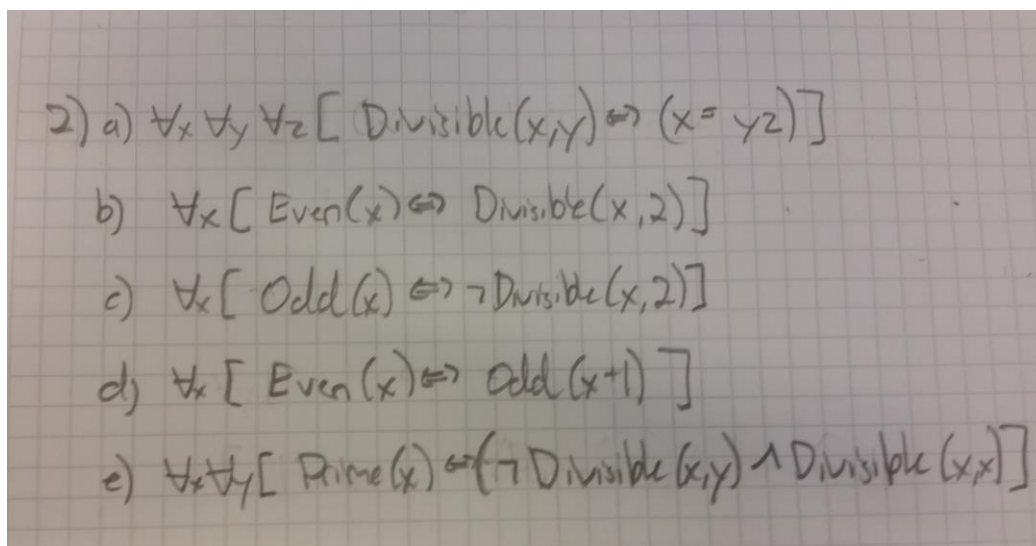 2) a) ∀x ∀y ∀z [ Divisible(x,y) ⇔ (x = yz) ]
b) ∀x [ Even(x) ⇔ Divisible(x,2) ]
c) ∀x [ Odd(x) ⇔ ¬Divisible(x,2) ]
d) ∀x [ Even(x) ⇔ Odd(x+1) ]
e) ∀x ∀y [ Prime(x) ⇔ (¬Divisible(x,y) ∧ Divisible(x,x) ]